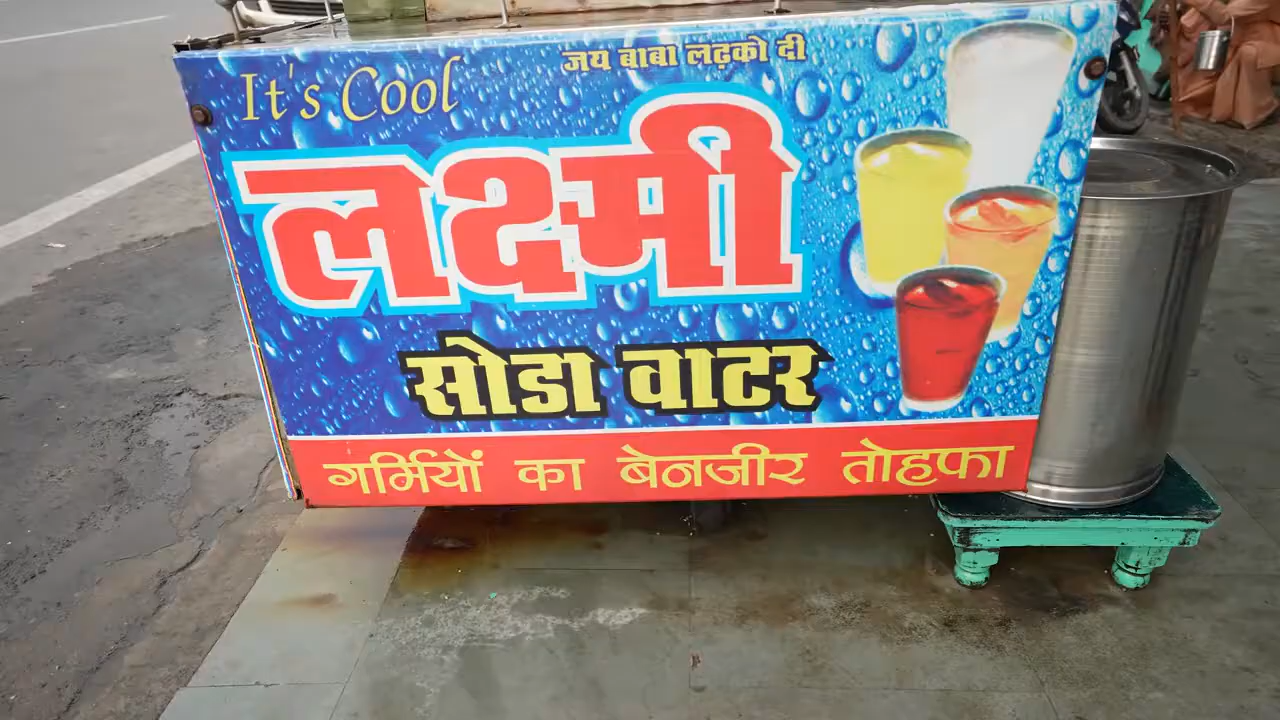 जय बाबा लढ़को दी
It's Cool
लक्ष्मी
सोडा वाटर
गर्मियों का बेनजीर तोहफा